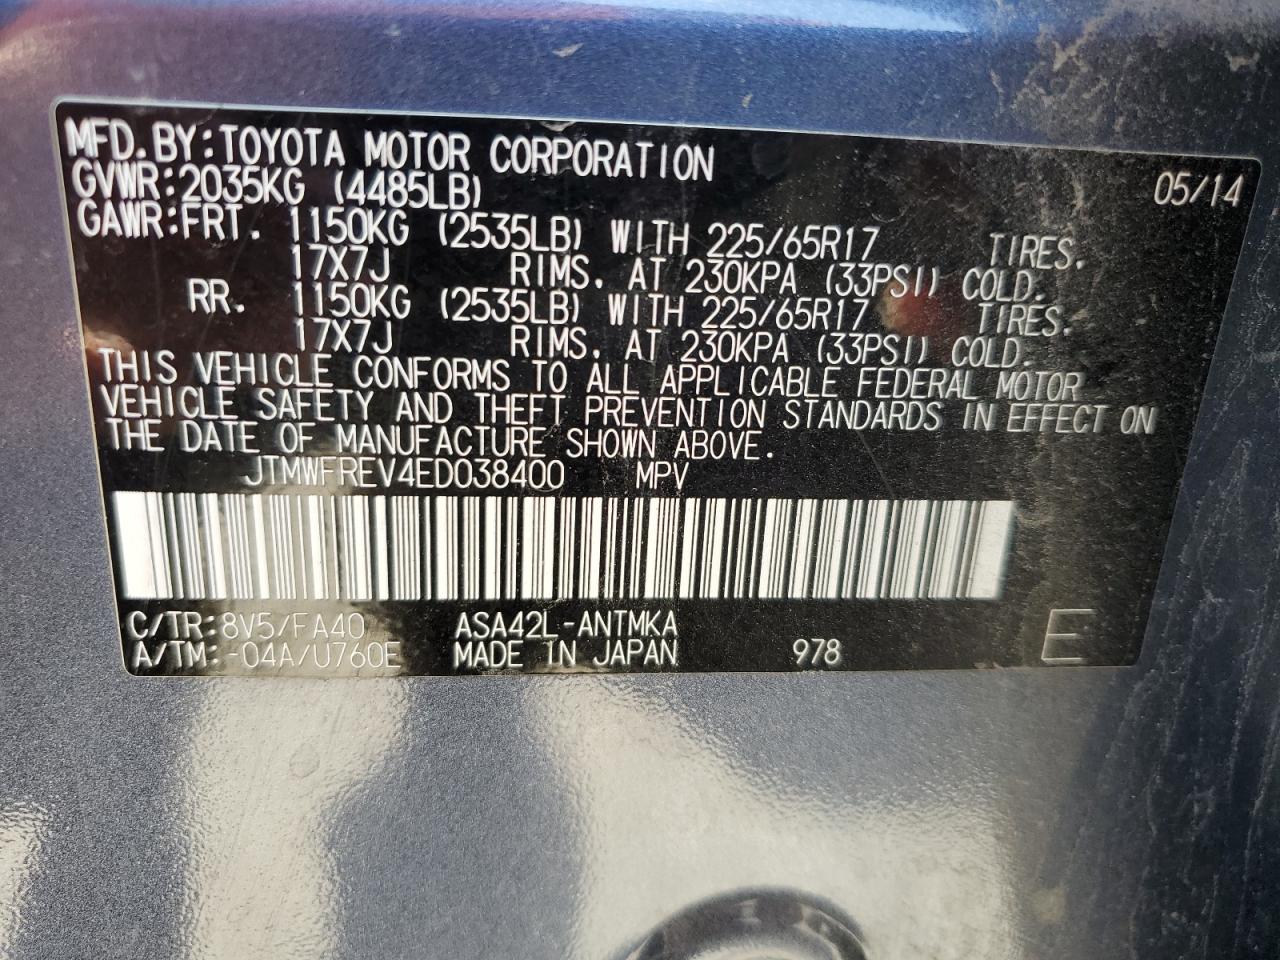 MFD.BY:TOYOTA MOTOR CORPORATION 05/14
GVWR:2035KG (4485LB)
GAWR:FRT. 1150KG (2535LB) WITH 225/65R17 TIRES.
17X7J RIMS. AT 230KPA (33PSI) COLD.
RR. 1150KG (2535LB) WITH 225/65R17 TIRES.
17X7J RIMS. AT 230KPA (33PSI) COLD.
THIS VEHICLE CONFORMS TO ALL APPLICABLE FEDERAL MOTOR
VEHICLE SAFETY AND THEFT PREVENTION STANDARDS IN EFFECT ON
THE DATE OF MANUFACTURE SHOWN ABOVE.
JTMWFREV4ED038400 MPV
C/TR:8V5/FA40 ASA42L-ANTMKA
A/TM:-04A/U760E MADE IN JAPAN 978 E